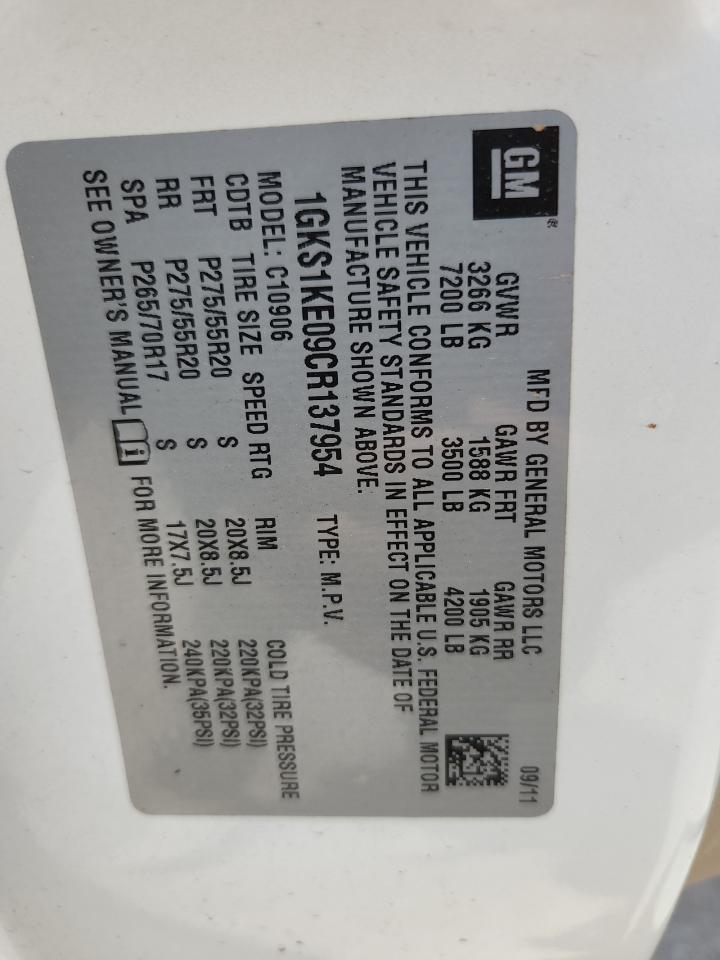 GM ®
MFD BY GENERAL MOTORS LLC 09/11
GVWR GAWR FRT GAWR RR
3266 KG 1588 KG 1905 KG
7200 LB 3500 LB 4200 LB
THIS VEHICLE CONFORMS TO ALL APPLICABLE U.S. FEDERAL MOTOR
VEHICLE SAFETY STANDARDS IN EFFECT ON THE DATE OF
MANUFACTURE SHOWN ABOVE.
1GKS1KE09CR137954 TYPE: M.P.V.
MODEL: C10906
CDTB TIRE SIZE SPEED RTG RIM COLD TIRE PRESSURE
FRT P275/55R20 S 20X8.5J 220KPA(32PSI)
RR P275/55R20 S 20X8.5J 220KPA(32PSI)
SPA P265/70R17 S 17X7.5J 240KPA(35PSI)
SEE OWNER'S MANUAL i FOR MORE INFORMATION.